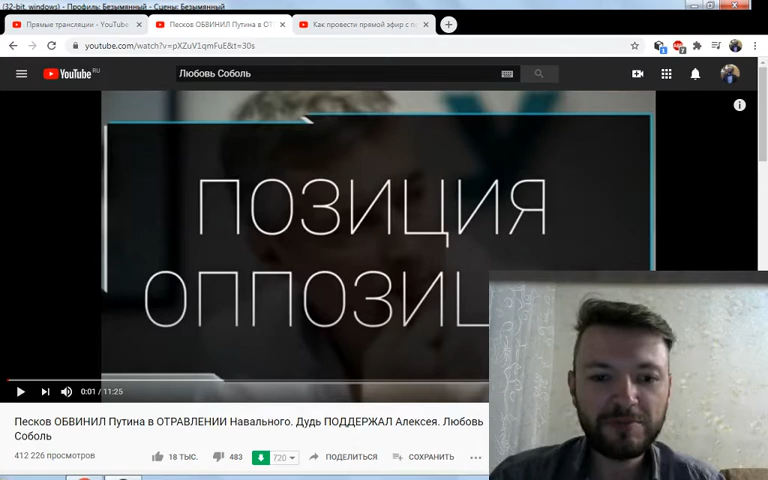 (32-bit, windows) - Профиль: Безымянный - Сцены: Безымянный
Прямые трансляции - YouTube
Песков ОБВИНИЛ Путина в ОТ
Как провести прямой эфир с п
youtube.com/watch?v=pXZuV1qmFuE&t=30s
YouTube RU
Любовь Соболь
ПОЗИЦИЯ
ОППОЗИЦ
0:01 / 11:25
Песков ОБВИНИЛ Путина в ОТРАВЛЕНИИ Навального. Дудь ПОДДЕРЖАЛ Алексея. Любовь
Соболь
412 226 просмотров
18 ТЫС.
483
720
ПОДЕЛИТЬСЯ
СОХРАНИТЬ